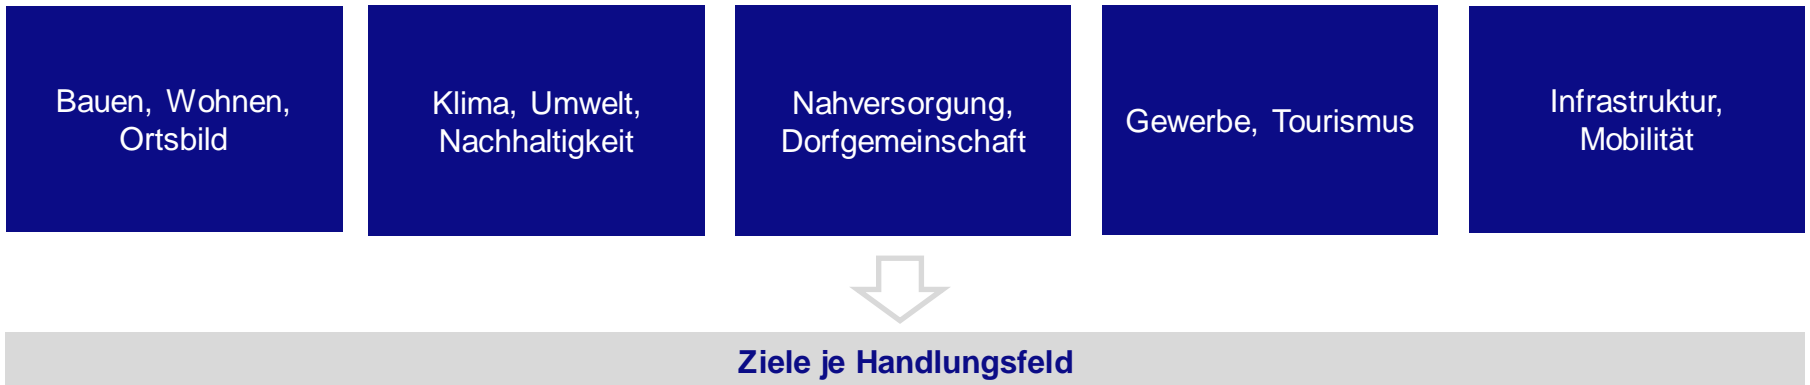 Bauen, Wohnen,
Ortsbild
Klima, Umwelt,
Nachhaltigkeit
Nahversorgung,
Dorfgemeinschaft
Gewerbe, Tourismus
Infrastruktur,
Mobilität
Ziele je Handlungsfeld